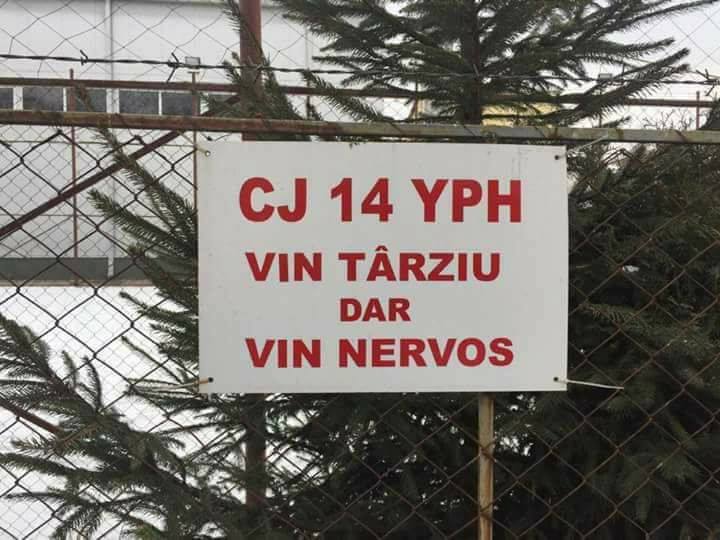 CJ 14 YPH
VIN TÂRZIU
DAR
VIN NERVOS